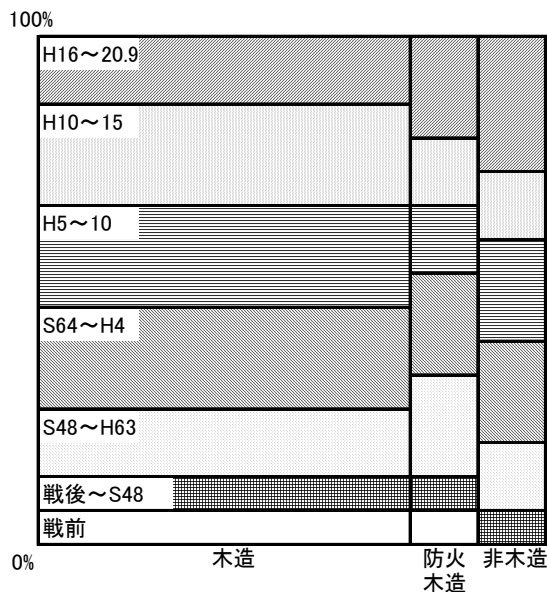 100%
H16～20.9
H10～15
H5～10
S64～H4
S48～H63
戦後～S48
戦前
0%
木造
防火
木造
非木造